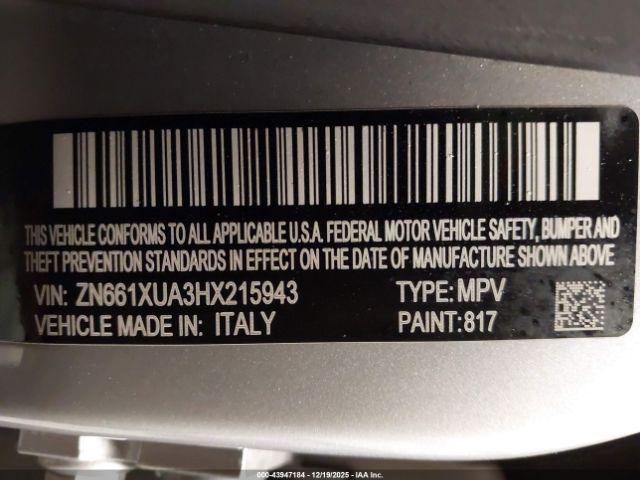 THIS VEHICLE CONFORMS TO ALL APPLICABLE U.S.A. FEDERAL MOTOR VEHICLE SAFETY, BUMPER AND
THEFT PREVENTION STANDARDS IN EFFECT ON THE DATE OF MANUFACTURE SHOWN ABOVE
VIN: ZN661XUA3HX215943 TYPE: MPV
VEHICLE MADE IN: ITALY PAINT: 817
©-43947184 - 12/19/2025 - IAA Inc.